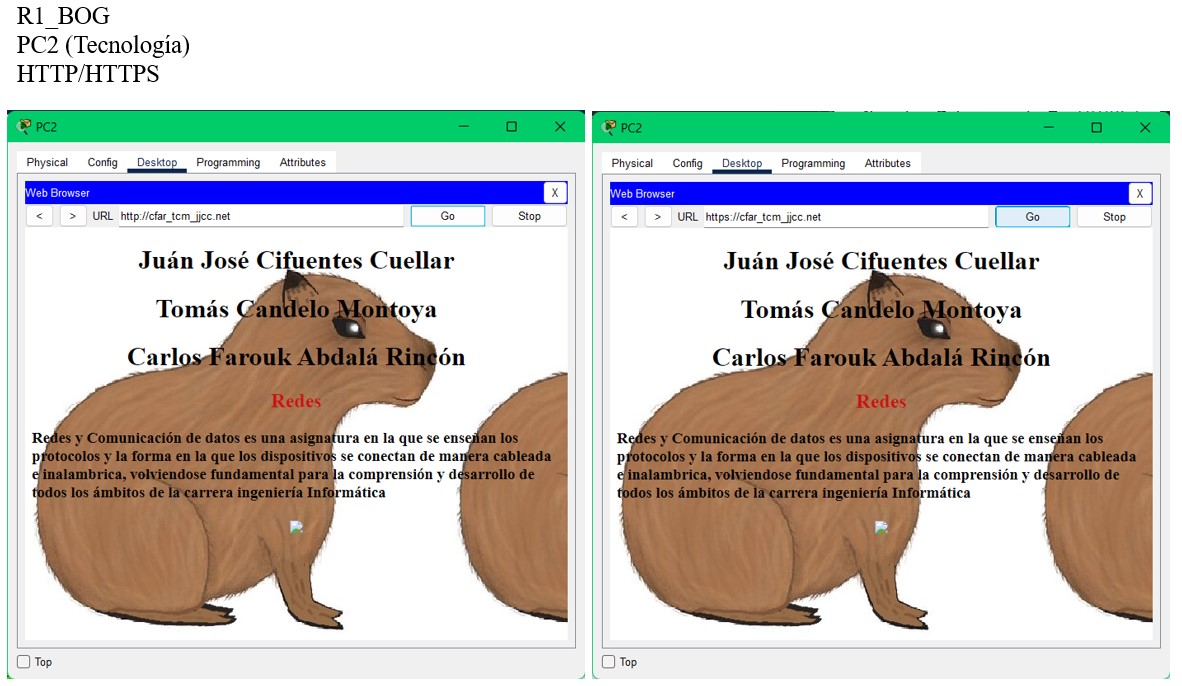 R1_BOG
PC2 (Tecnología)
HTTP/HTTPS
PC2
Physical Config Desktop Programming Attributes
Web Browser X
< > URL http://cfar_tcm_jjcc.net Go Stop
Juán José Cifuentes Cuellar
Tomás Candelo Montoya
Carlos Farouk Abdalá Rincón
Redes
Redes y Comunicación de datos es una asignatura en la que se enseñan los
protocolos y la forma en la que los dispositivos se conectan de manera cableada
e inalambrica, volviendose fundamental para la comprensión y desarrollo de
todos los ámbitos de la carrera ingeniería Informática
Top
PC2
Physical Config Desktop Programming Attributes
Web Browser X
< > URL https://cfar_tcm_jjcc.net Go Stop
Juán José Cifuentes Cuellar
Tomás Candelo Montoya
Carlos Farouk Abdalá Rincón
Redes
Redes y Comunicación de datos es una asignatura en la que se enseñan los
protocolos y la forma en la que los dispositivos se conectan de manera cableada
e inalambrica, volviendose fundamental para la comprensión y desarrollo de
todos los ámbitos de la carrera ingeniería Informática
Top